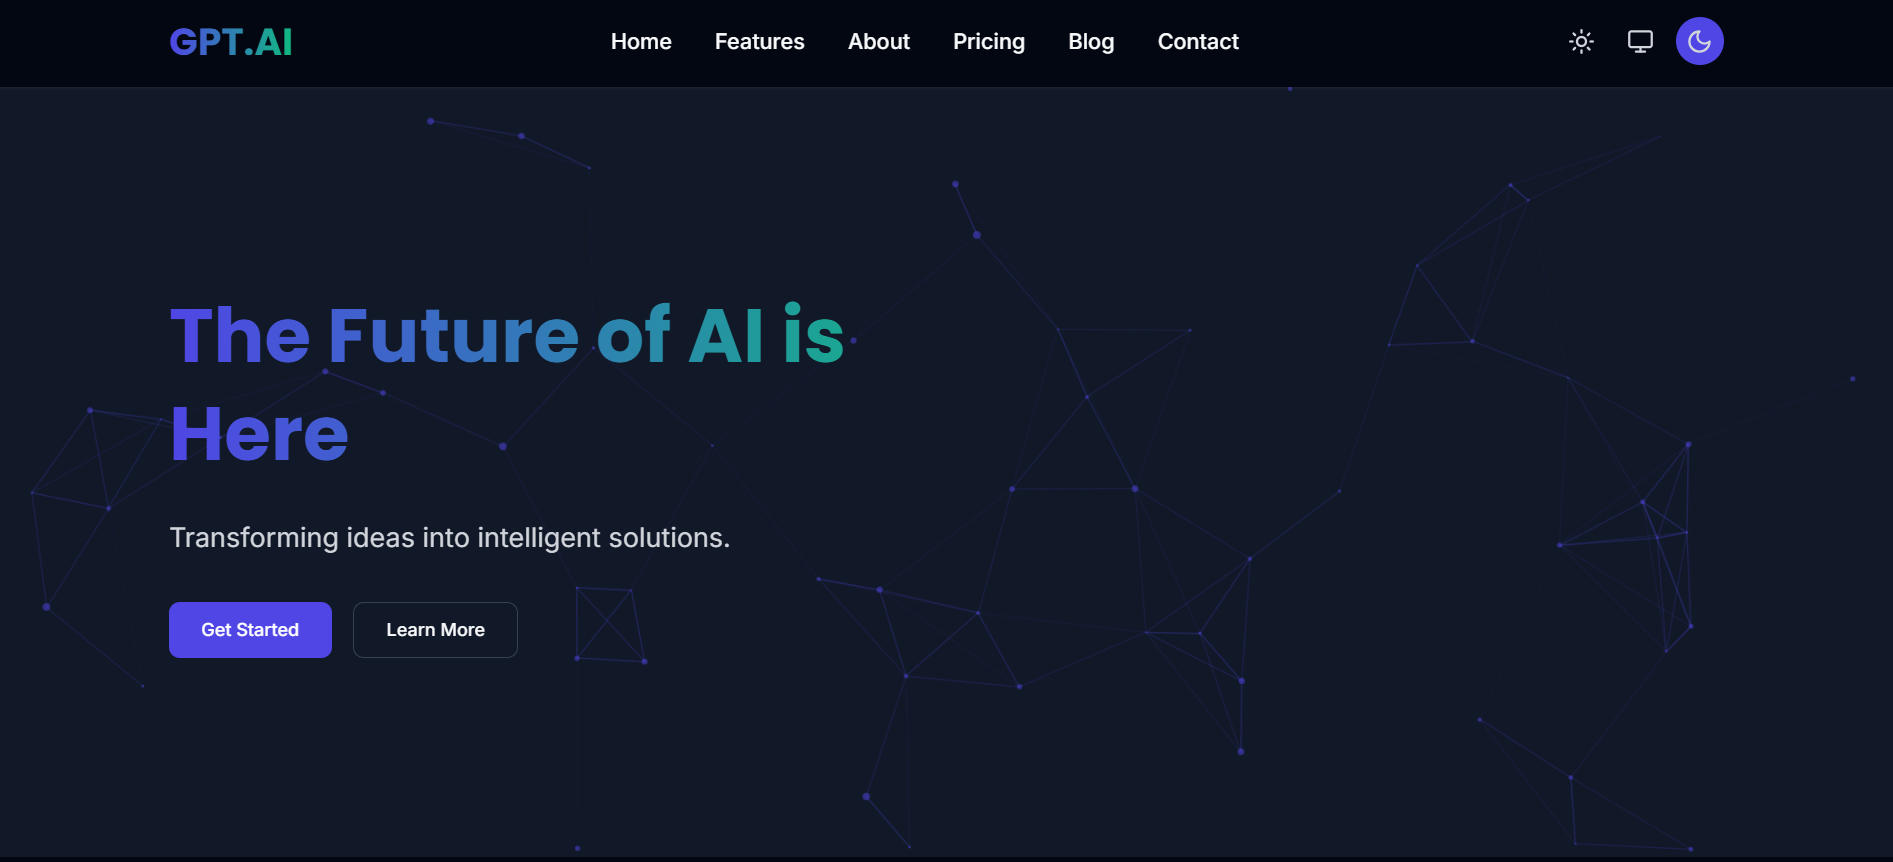 GPT.AI
Home Features About Pricing Blog Contact
The Future of AI is
Here
Transforming ideas into intelligent solutions.
Get Started Learn More